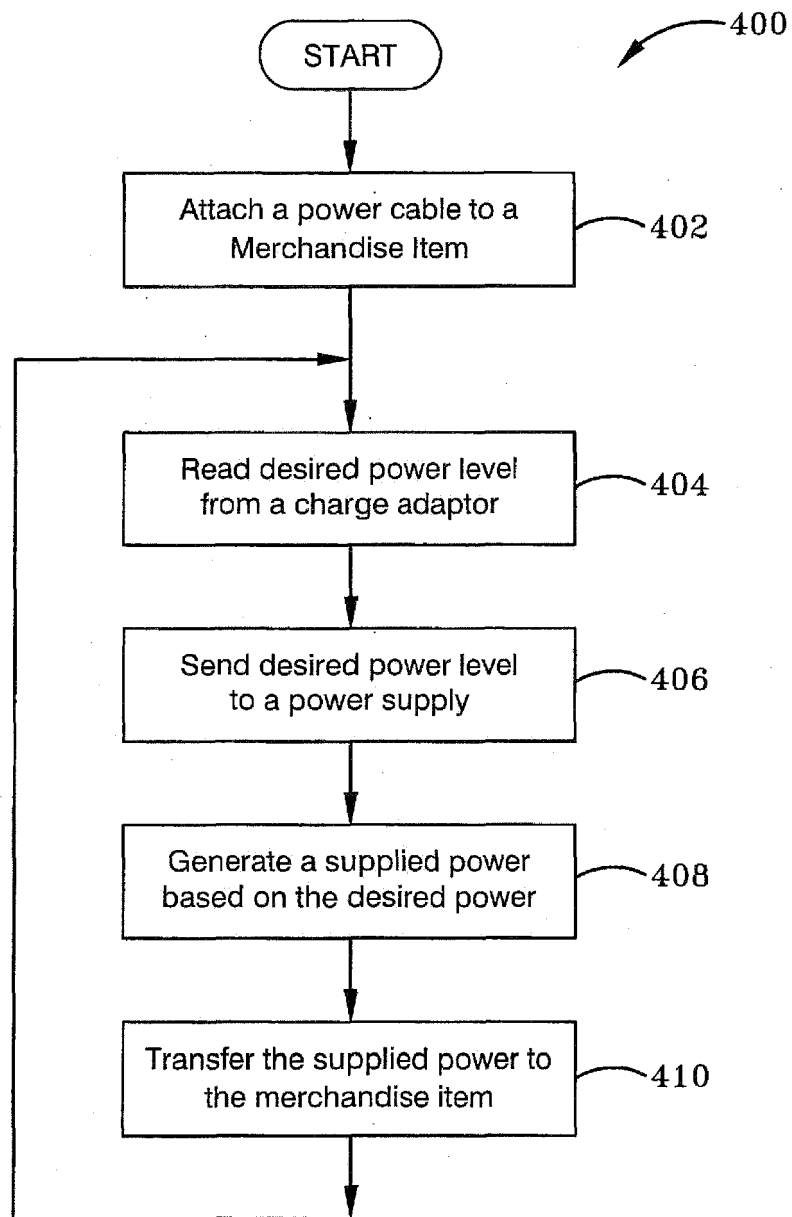 400
START
Attach a power cable to a
Merchandise Item
402
Read desired power level
from a charge adaptor
404
Send desired power level
to a power supply
406
Generate a supplied power
based on the desired power
408
Transfer the supplied power to
the merchandise item
410